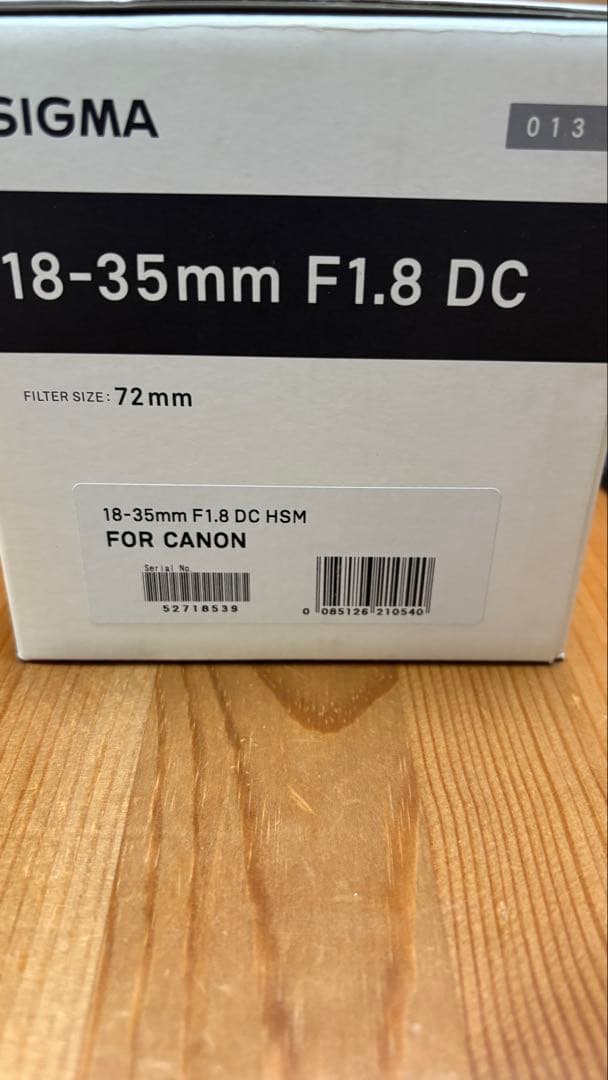 SIGMA
013
18-35mm F1.8 DC
FILTER SIZE: 72mm
18-35mm F1.8 DC HSM
FOR CANON
Serial No.
52718539
0 085126 210540